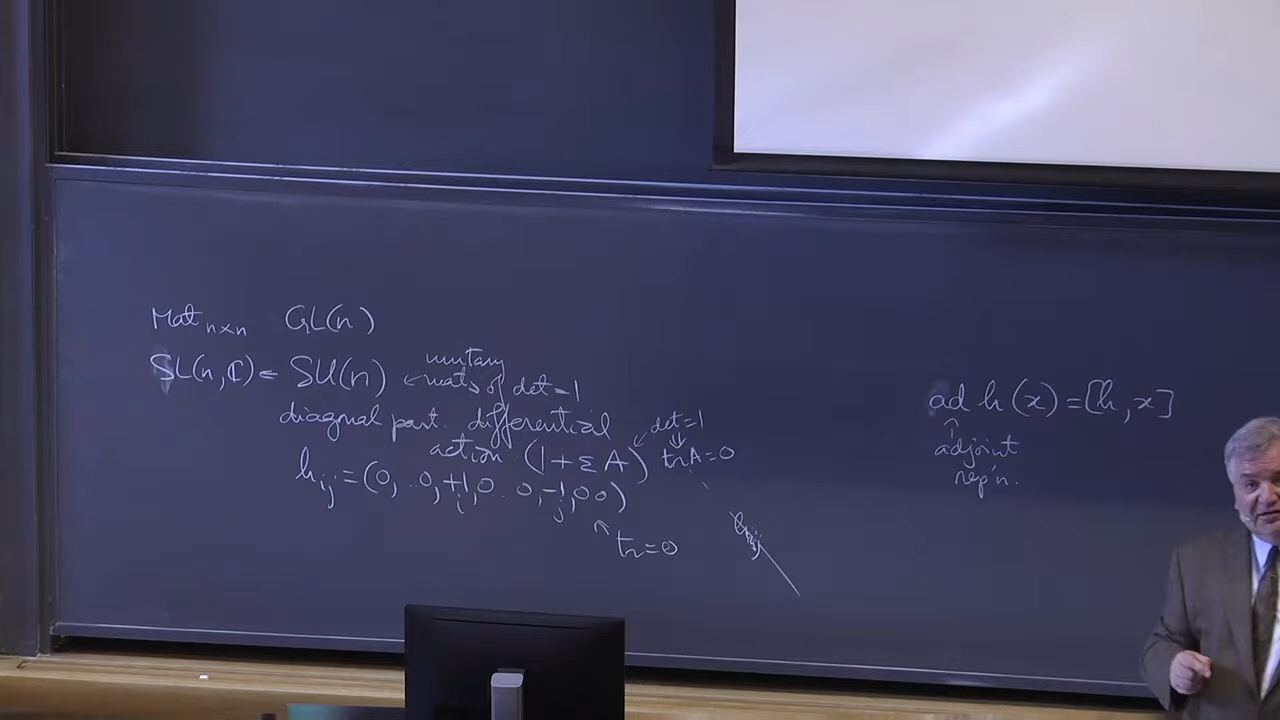 Mat n×n GL(n)
SL(n,ℂ) ⊂ SU(n) ← unitary mats of det=1
diagonal part. differential
action (1+εA) ↙ det=1 ⇓ trA=0
h_ij = (0, ..0, +1, 0 .. 0, -1, 0 0)
i j
↖ tr=0
ad h(x) = [h, x]
↑
adjoint
rep'n.